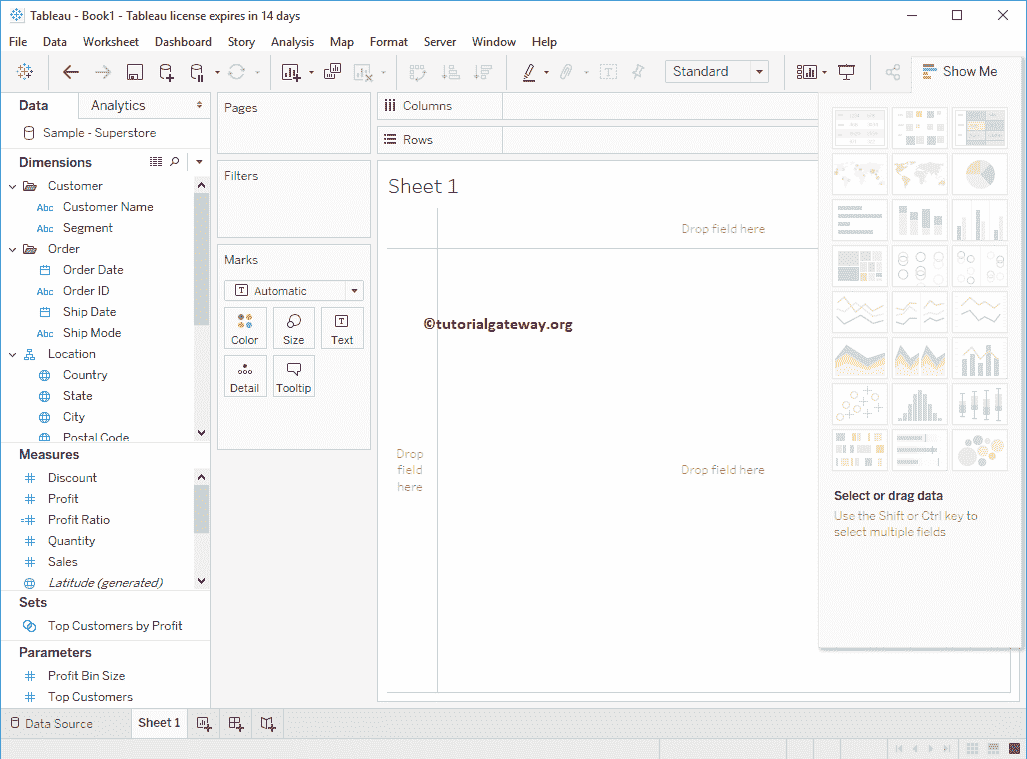 Tableau - Book1 - Tableau license expires in 14 days
File Data Worksheet Dashboard Story Analysis Map Format Server Window Help
Standard
Show Me
Data Analytics
Sample - Superstore
Dimensions
Customer
Abc Customer Name
Abc Segment
Order
Order Date
Abc Order ID
Ship Date
Abc Ship Mode
Location
Country
State
City
Postal Code
Measures
Discount
Profit
Profit Ratio
Quantity
Sales
Latitude (generated)
Sets
Top Customers by Profit
Parameters
Profit Bin Size
Top Customers
Pages
Filters
Marks
Automatic
Color Size Text
Detail Tooltip
Columns
Rows
Sheet 1
Drop field here
©tutorialgateway.org
Drop
field
here
Drop field here
Select or drag data
Use the Shift or Ctrl key to
select multiple fields
Data Source Sheet 1